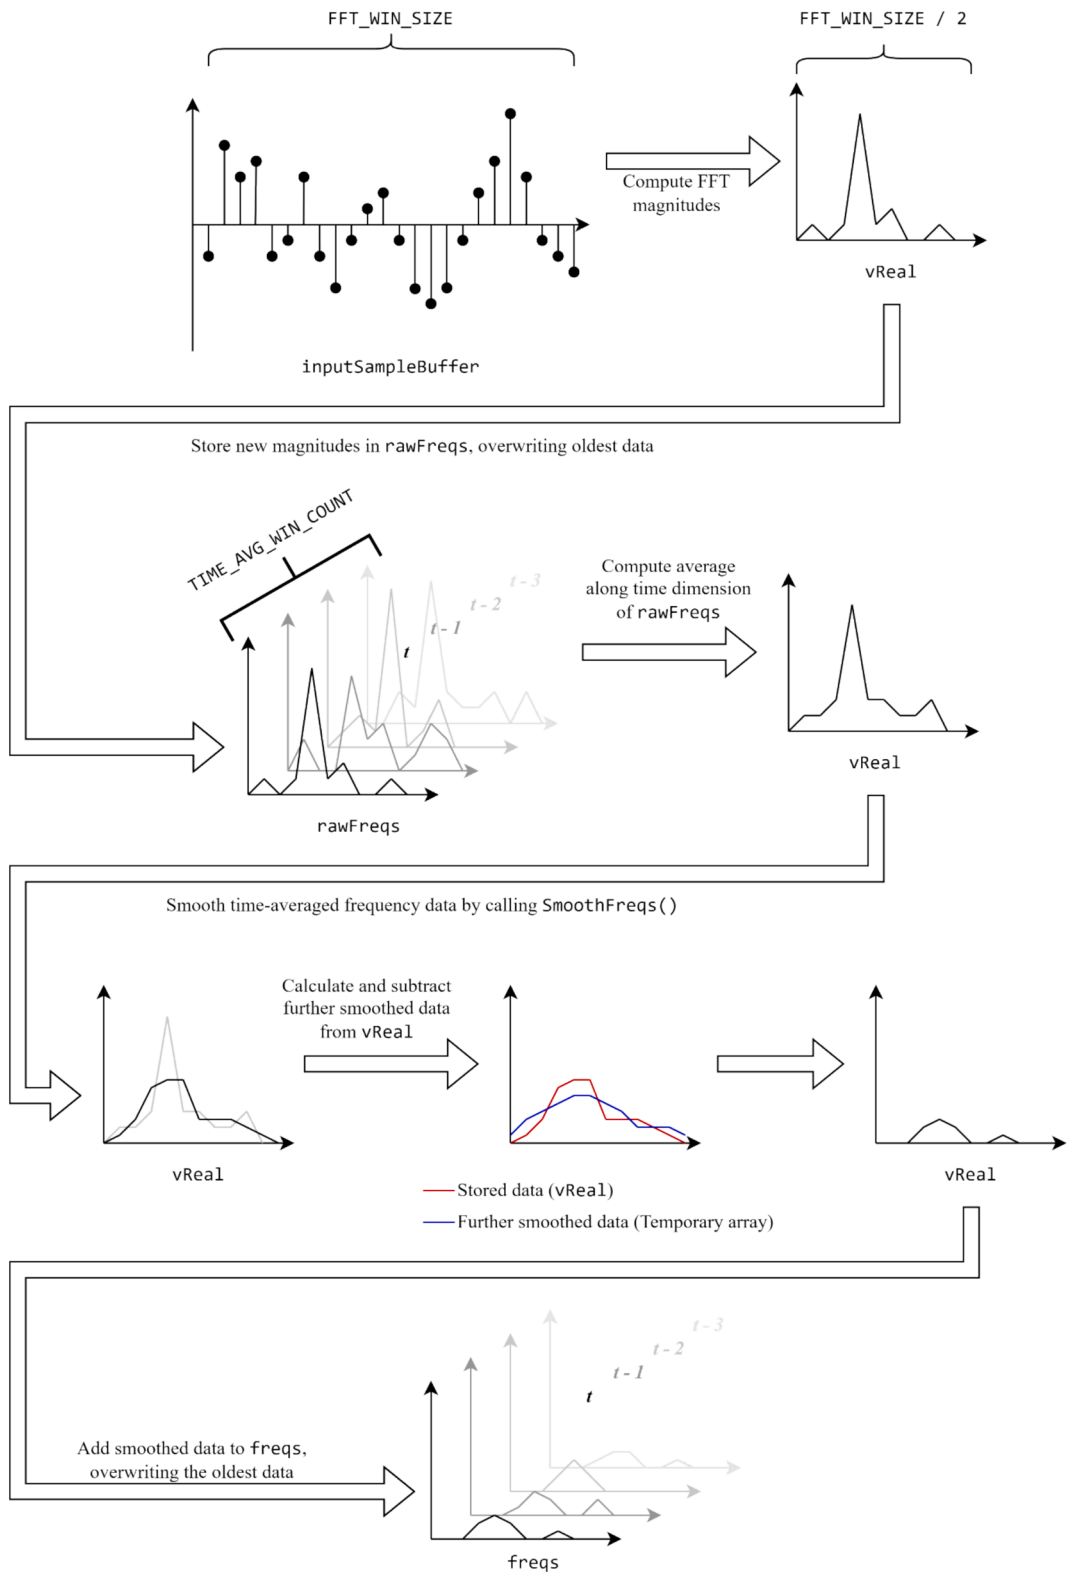 FFT_WIN_SIZE
FFT_WIN_SIZE / 2
Compute FFT
magnitudes
vReal
inputSampleBuffer
Store new magnitudes in rawFreqs, overwriting oldest data
TIME_AVG_WIN_COUNT
t - 3
t - 2
t - 1
t
Compute average
along time dimension
of rawFreqs
vReal
rawFreqs
Smooth time-averaged frequency data by calling SmoothFreqs()
Calculate and subtract
further smoothed data
from vReal
vReal
vReal
Stored data (vReal)
Further smoothed data (Temporary array)
t - 3
t - 2
t - 1
t
Add smoothed data to freqs,
overwriting the oldest data
freqs